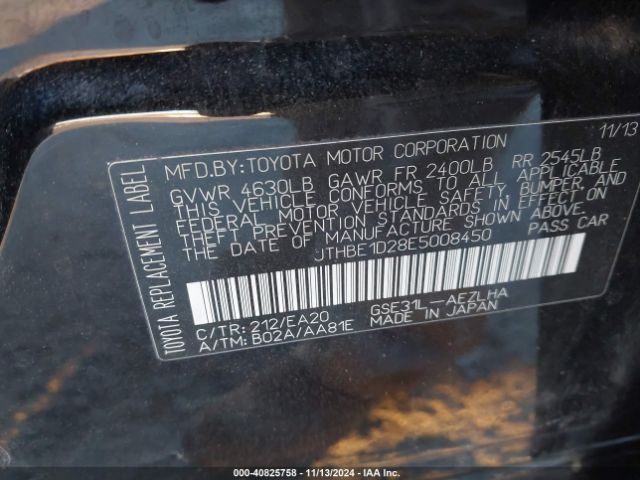 TOYOTA REPLACEMENT LABEL
MFD.BY:TOYOTA MOTOR CORPORATION 11/13
GVWR 4630LB GAWR FR 2400LB RR 2545LB
THIS VEHICLE CONFORMS TO ALL APPLICABLE
FEDERAL MOTOR VEHICLE SAFETY BUMPER, AND
THEFT PREVENTION STANDARDS IN EFFECT ON
THE DATE OF MANUFACTURE SHOWN ABOVE.
JTHBE1D28E5008450 PASS CAR
C/TR: 212/EA20 GSE31L-AEZLHA
A/TM: B02A/AA81E MADE IN JAPAN
000-40825758 - 11/13/2024 - IAA Inc.